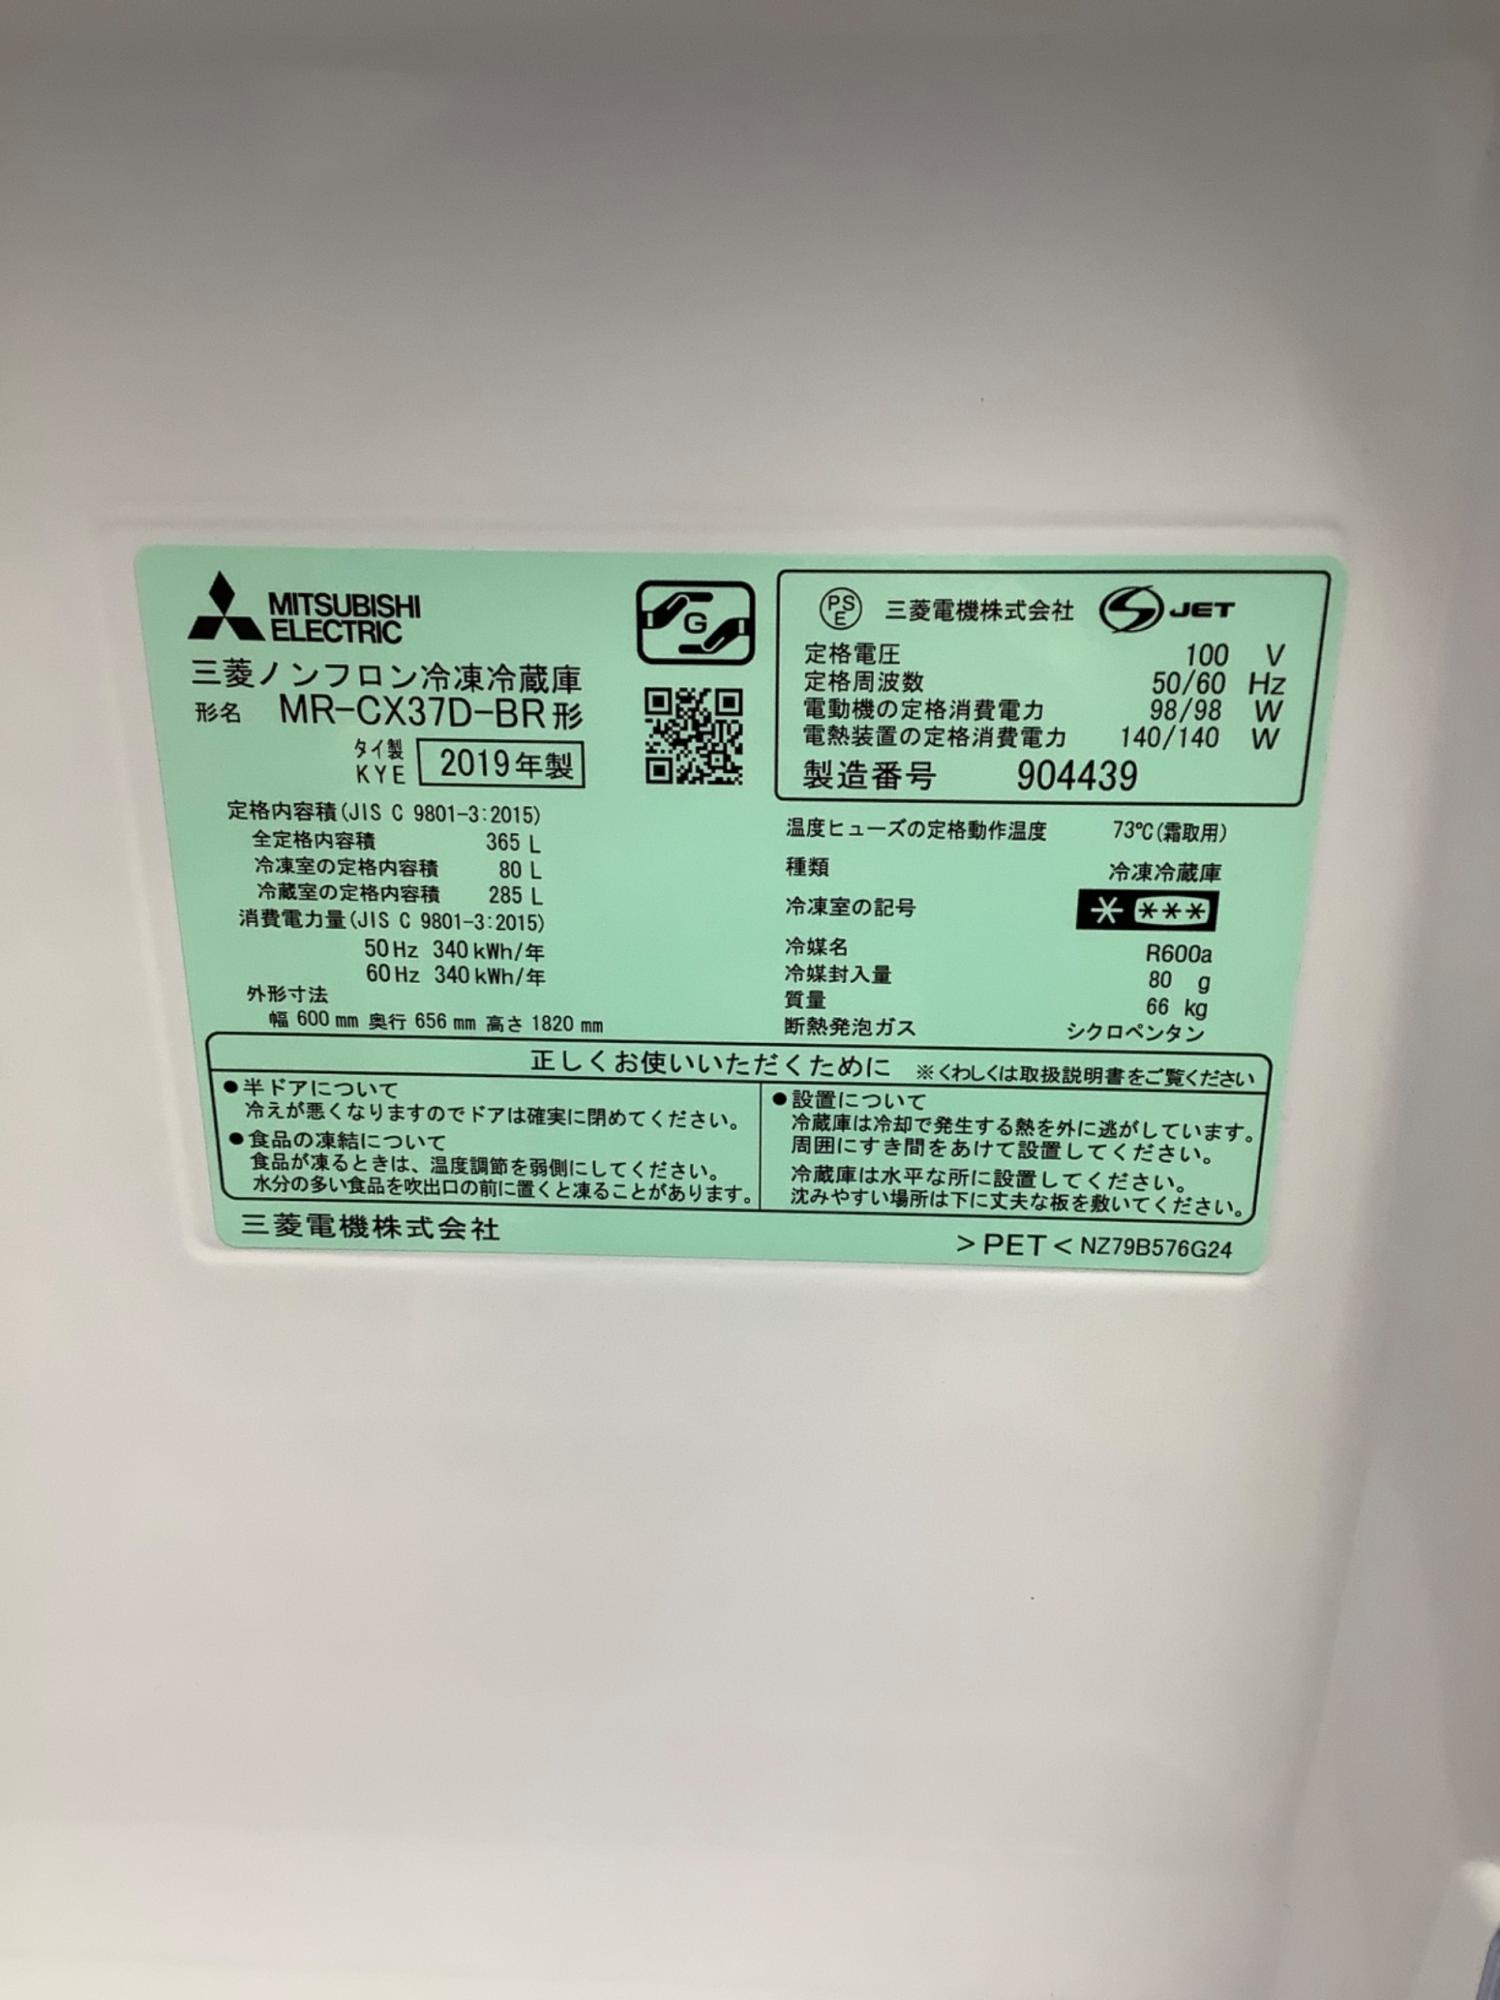 MITSUBISHI
ELECTRIC
三菱ノンフロン冷凍冷蔵庫
形名 MR-CX37D-BR形
タイ製
KYE 2019年製
G
定格内容積(JIS C 9801-3:2015)
全定格内容積 365 L
冷凍室の定格内容積 80 L
冷蔵室の定格内容積 285 L
消費電力量(JIS C 9801-3:2015)
50Hz 340kWh/年
60Hz 340kWh/年
外形寸法
幅 600mm 奥行 656mm 高さ 1820mm
PSE 三菱電機株式会社 S JET
定格電圧 100 V
定格周波数 50/60 Hz
電動機の定格消費電力 98/98 W
電熱装置の定格消費電力 140/140 W
製造番号 904439
温度ヒューズの定格動作温度 73℃(霜取用)
種類 冷凍冷蔵庫
冷凍室の記号 * ***
冷媒名 R600a
冷媒封入量 80 g
質量 66 kg
断熱発泡ガス シクロペンタン
正しくお使いいただくために ※くわしくは取扱説明書をご覧ください
●半ドアについて
冷えが悪くなりますのでドアは確実に閉めてください。
●食品の凍結について
食品が凍るときは、温度調節を弱側にしてください。
水分の多い食品を吹出口の前に置くと凍ることがあります。
●設置について
冷蔵庫は冷却で発生する熱を外に逃がしています。
周囲にすき間をあけて設置してください。
冷蔵庫は水平な所に設置してください。
沈みやすい場所は下に丈夫な板を敷いてください。
三菱電機株式会社
>PET< NZ79B576G24